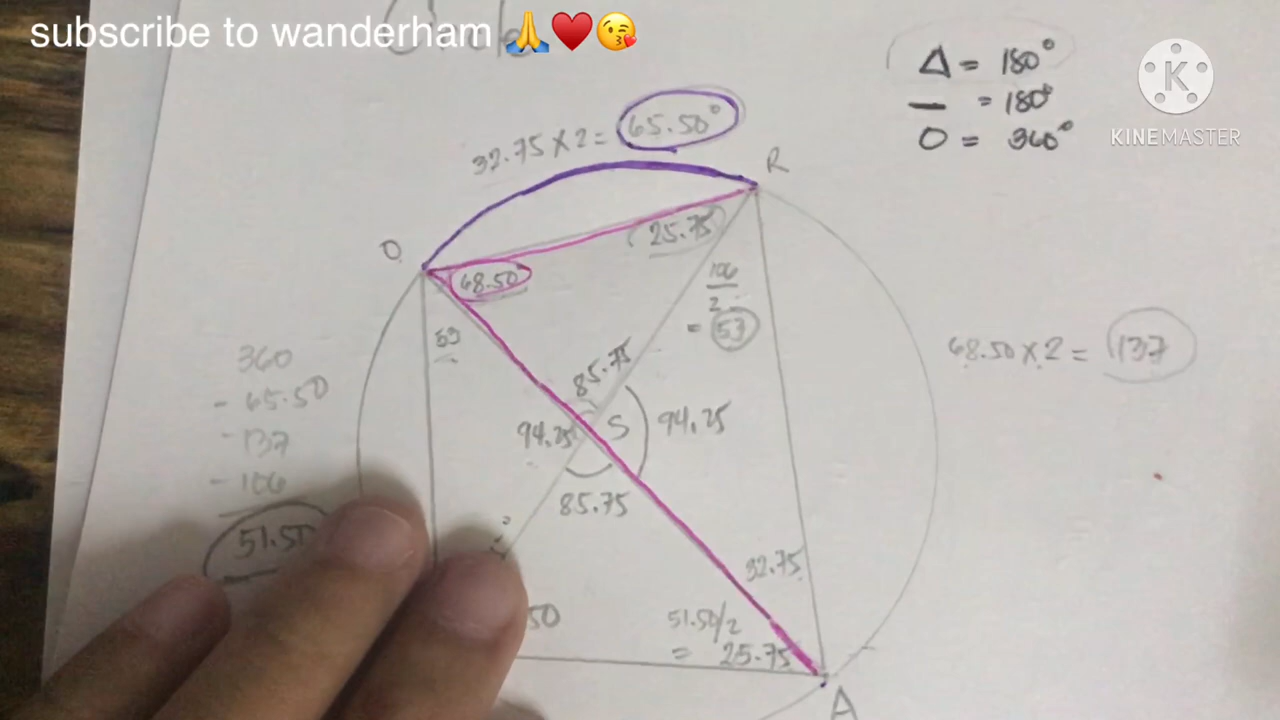 subscribe to wanderham 🙏❤️😘
Δ = 180°
— = 180°
O = 360°
KINEMASTER
32.75 x 2 = 65.50°
R
O
25.75
68.50°
106
2
= 53
53
360
- 65.50
- 137
- 106
51.50
68.50 x 2 = 137
85.75
S
94.25
94.25
85.75
32.75
50
51.50/2
= 25.75
A